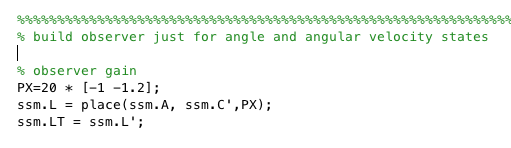 %%%%%%%%%%%%%%%%%%%%%%%%%%%%%%%%%%%%%%%%%%%%%%%%%%%%%%%%%%%%%%
% build observer just for angle and angular velocity states
% observer gain
PX=20 * [-1 -1.2];
ssm.L = place(ssm.A, ssm.C',PX);
ssm.LT = ssm.L';